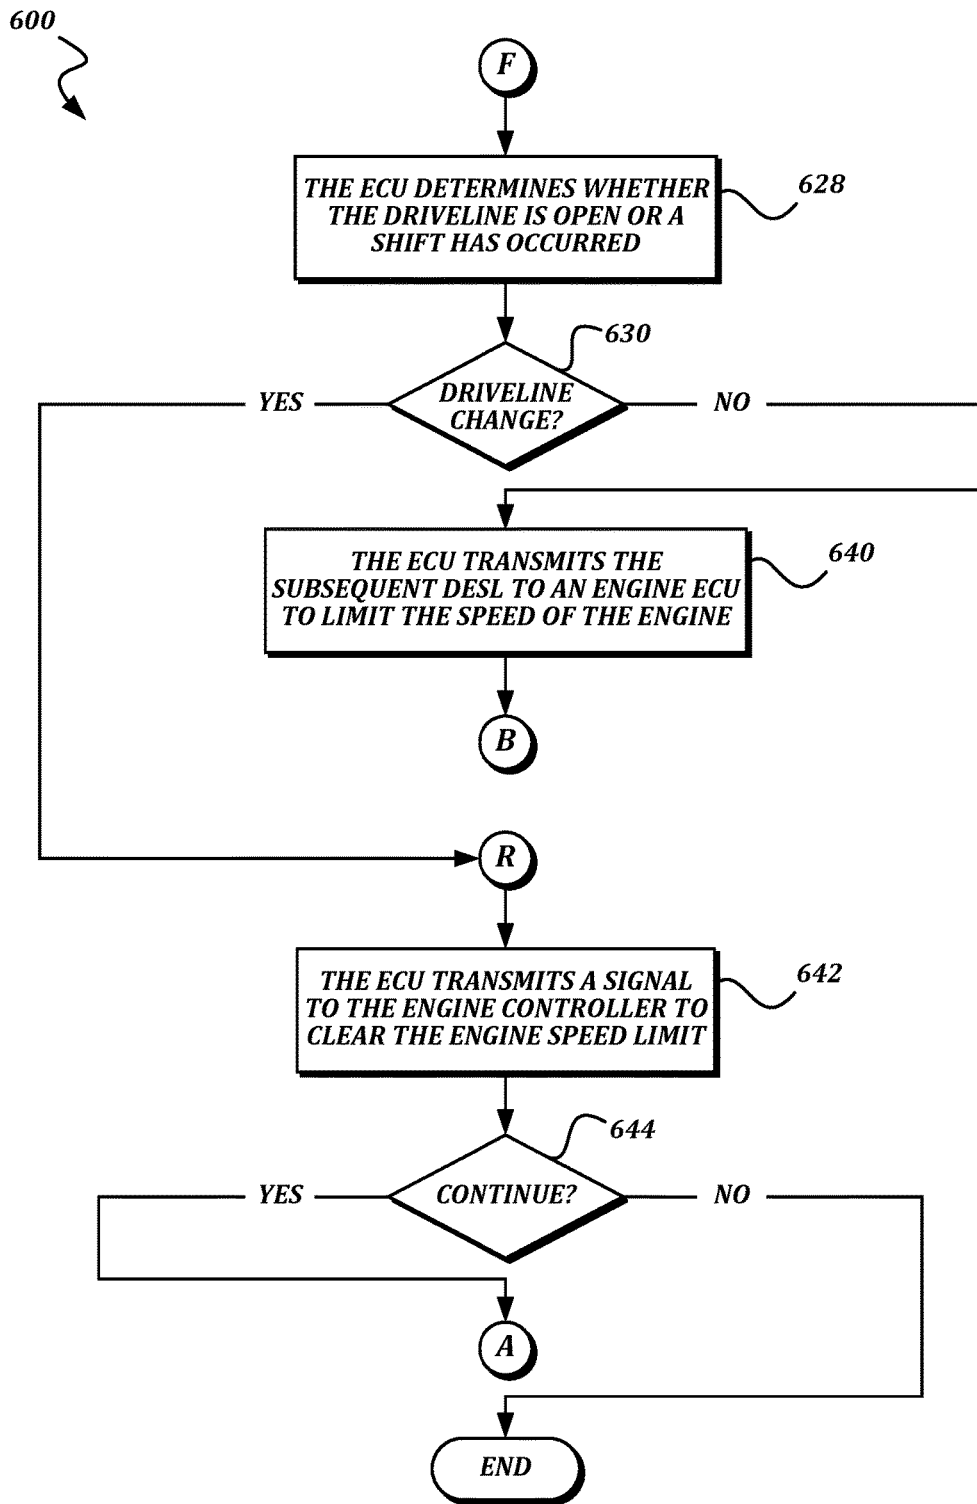 600
F
THE ECU DETERMINES WHETHER
THE DRIVELINE IS OPEN OR A
SHIFT HAS OCCURRED
628
630
DRIVELINE
CHANGE?
YES
NO
THE ECU TRANSMITS THE
SUBSEQUENT DESL TO AN ENGINE ECU
TO LIMIT THE SPEED OF THE ENGINE
640
B
R
THE ECU TRANSMITS A SIGNAL
TO THE ENGINE CONTROLLER TO
CLEAR THE ENGINE SPEED LIMIT
642
644
YES
CONTINUE?
NO
A
END